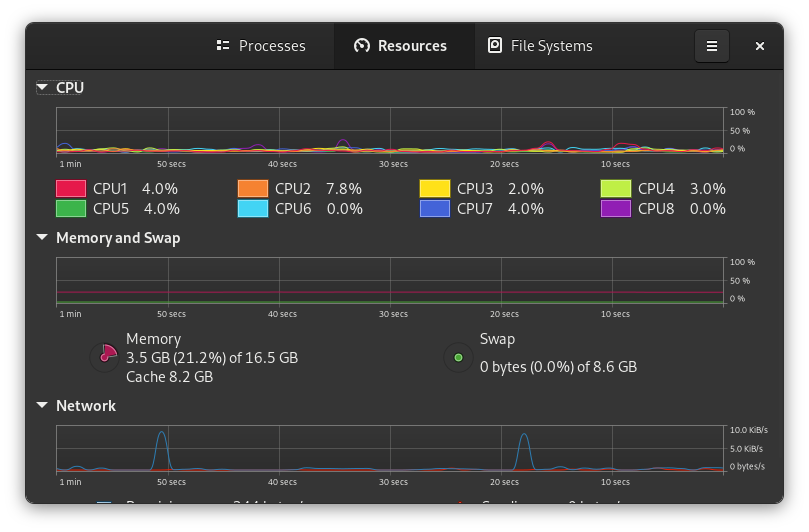 Processes Resources File Systems
CPU
100 %
50 %
0 %
1 min 50 secs 40 secs 30 secs 20 secs 10 secs
CPU1 4.0% CPU2 7.8% CPU3 2.0% CPU4 3.0%
CPU5 4.0% CPU6 0.0% CPU7 4.0% CPU8 0.0%
Memory and Swap
100 %
50 %
0 %
1 min 50 secs 40 secs 30 secs 20 secs 10 secs
Memory
3.5 GB (21.2%) of 16.5 GB
Cache 8.2 GB
Swap
0 bytes (0.0%) of 8.6 GB
Network
10.0 KiB/s
5.0 KiB/s
0 bytes/s
1 min 50 secs 40 secs 30 secs 20 secs 10 secs